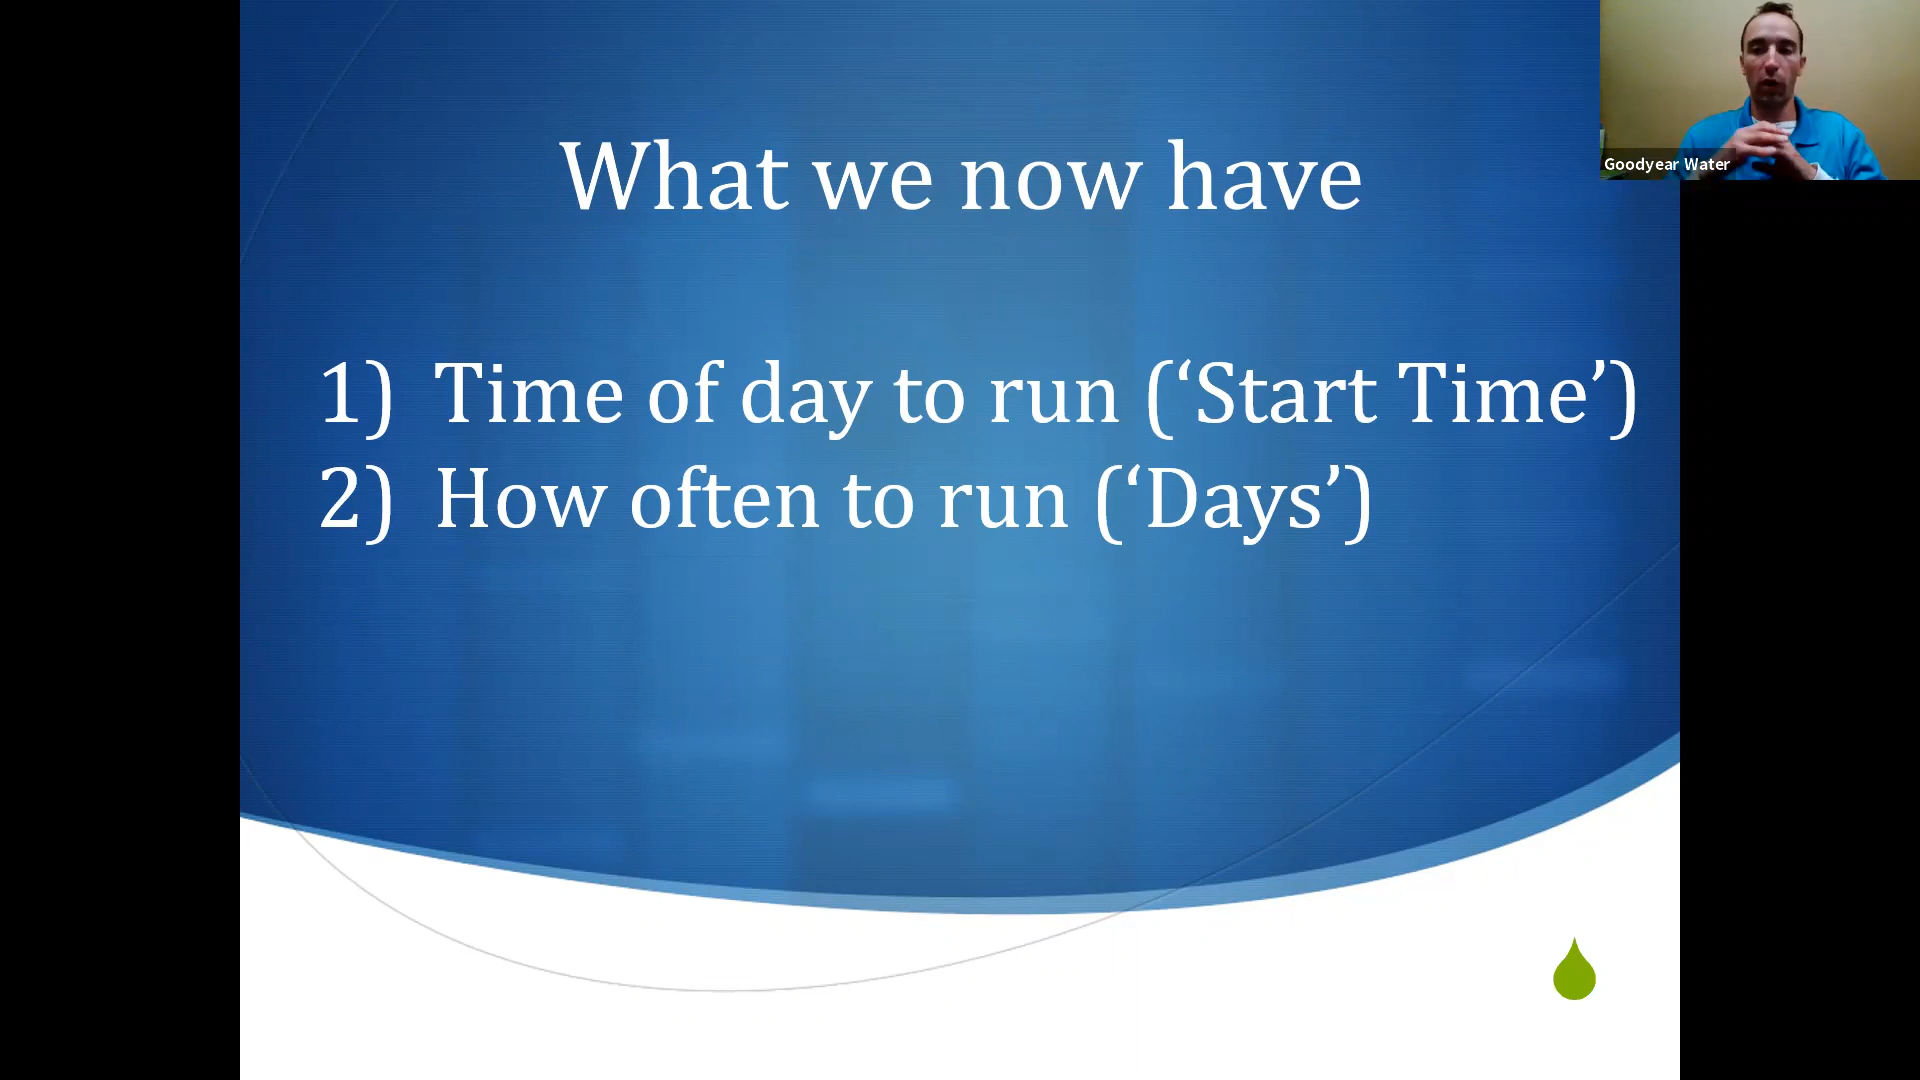 What we now have
1) Time of day to run (‘Start Time’)
2) How often to run (‘Days’)
Goodyear Water